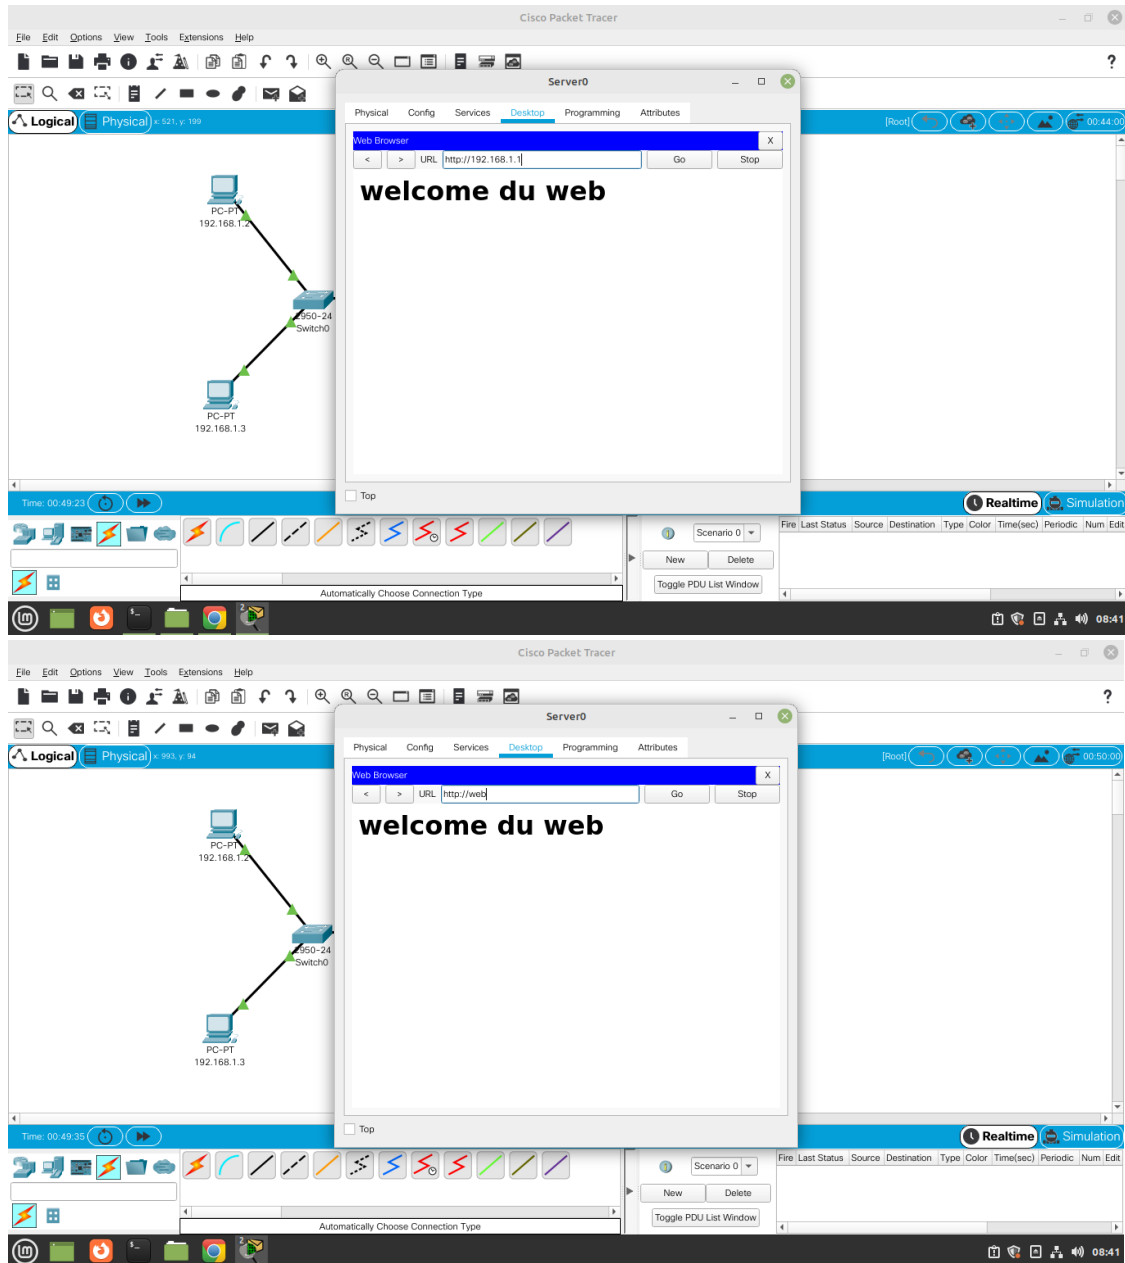 Cisco Packet Tracer
File Edit Options View Tools Extensions Help
?
Server0
Physical Config Services Desktop Programming Attributes
Logical Physical x: 521, y: 199
[Root] 00:44:00
Web Browser X
< > URL http://192.168.1.1 Go Stop
welcome du web
PC-PT
192.168.1.2
2950-24
Switch0
PC-PT
192.168.1.3
Top
Time: 00:49:23
Realtime Simulation
Scenario 0
Fire Last Status Source Destination Type Color Time(sec) Periodic Num Edit
New Delete
Toggle PDU List Window
Automatically Choose Connection Type
08:41
Cisco Packet Tracer
File Edit Options View Tools Extensions Help
?
Server0
Physical Config Services Desktop Programming Attributes
Logical Physical x: 993, y: 94
[Root] 00:50:00
Web Browser X
< > URL http://web Go Stop
welcome du web
PC-PT
192.168.1.2
2950-24
Switch0
PC-PT
192.168.1.3
Top
Time: 00:49:35
Realtime Simulation
Scenario 0
Fire Last Status Source Destination Type Color Time(sec) Periodic Num Edit
New Delete
Toggle PDU List Window
Automatically Choose Connection Type
08:41